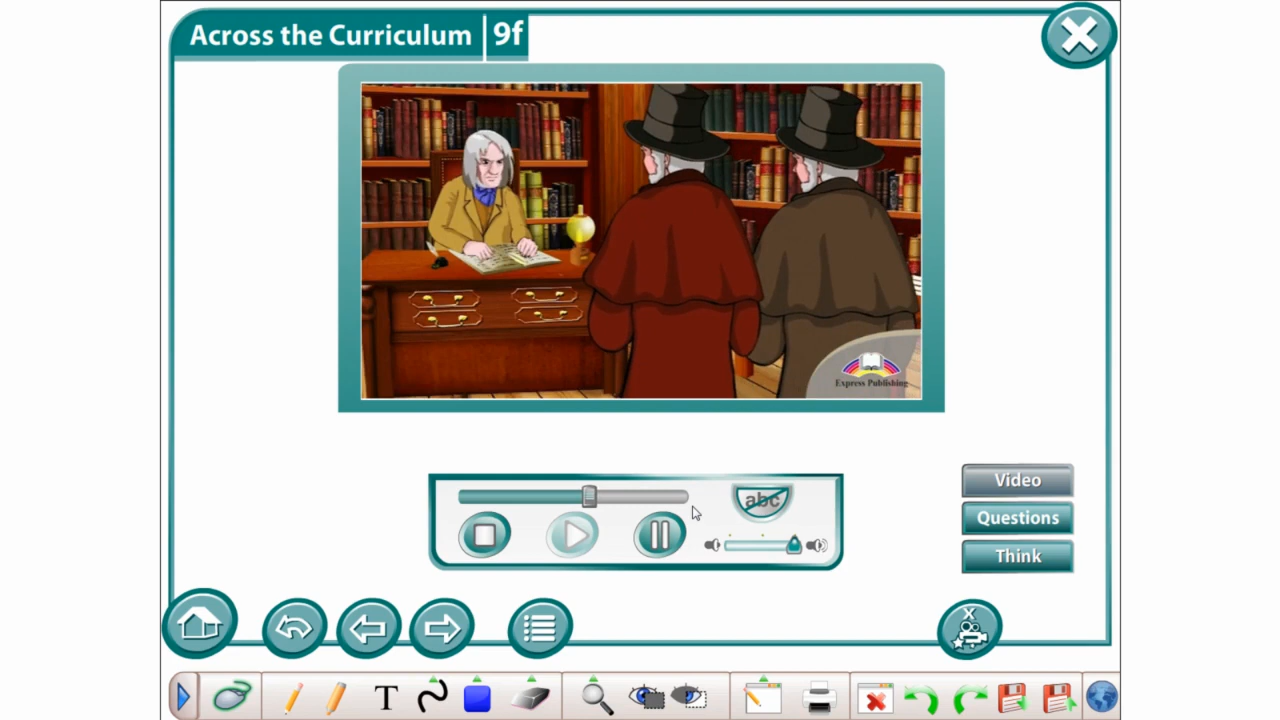 Across the Curriculum 9f
Express Publishing
abc
Video
Questions
Think
X
T